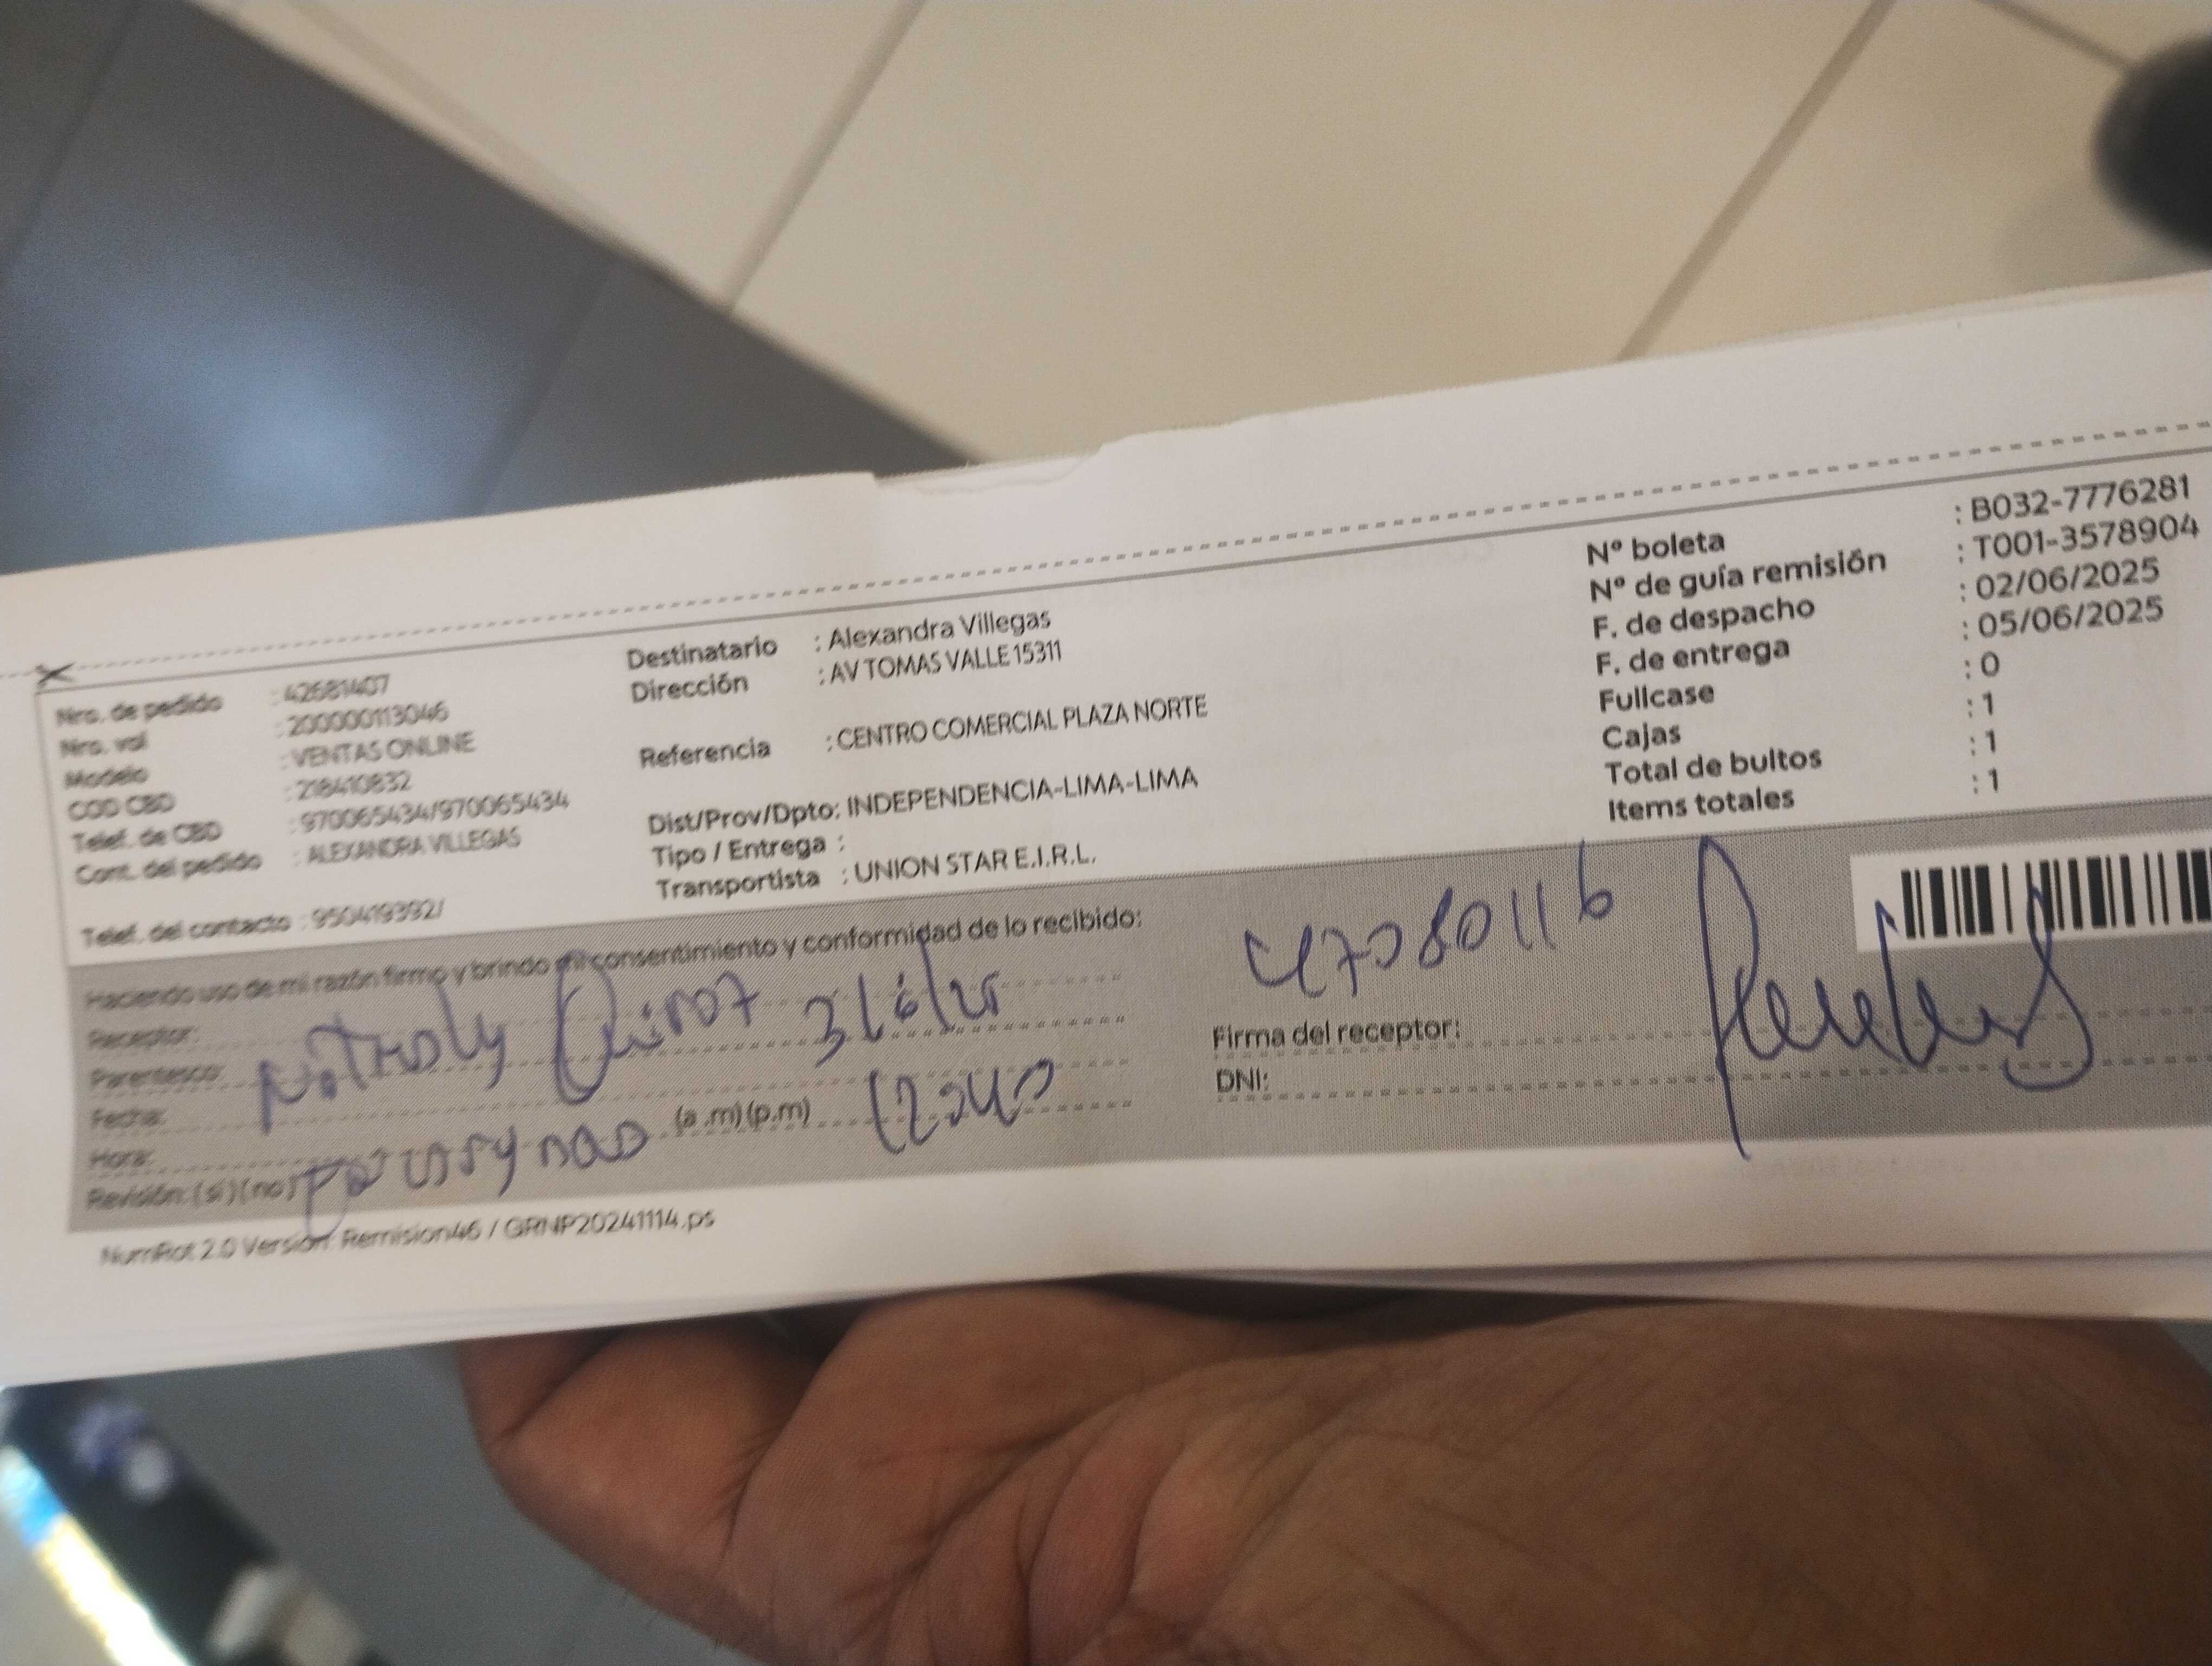 Nro. de pedido : 42681407
Nro. vol : 200000113046
Modelo : VENTAS ONLINE
COD CBD : 218410832
Telef. de CBD : 970065434/970065434
Cont. del pedido : ALEXANDRA VILLEGAS
Telef. del contacto : 950419392/
Destinatario : Alexandra Villegas
Dirección : AV TOMAS VALLE 15311
Referencia : CENTRO COMERCIAL PLAZA NORTE
Dist/Prov/Dpto: INDEPENDENCIA-LIMA-LIMA
Tipo / Entrega :
Transportista : UNION STAR E.I.R.L.
Nº boleta : B032-7776281
Nº de guía remisión : T001-3578904
F. de despacho : 02/06/2025
F. de entrega : 05/06/2025
Fullcase : 0
Cajas : 1
Total de bultos : 1
Items totales : 1
Haciendo uso de mi razón firmo y brindo mi consentimiento y conformidad de lo recibido:
Receptor:
Parentesco:
Fecha:
Hora: (a .m) (p.m)
Revisión: (si) (no)
3/6/25
47080116
Firma del receptor:
DNI:
NumRot 2.0 Version: Remision46 / GRNP20241114.ps